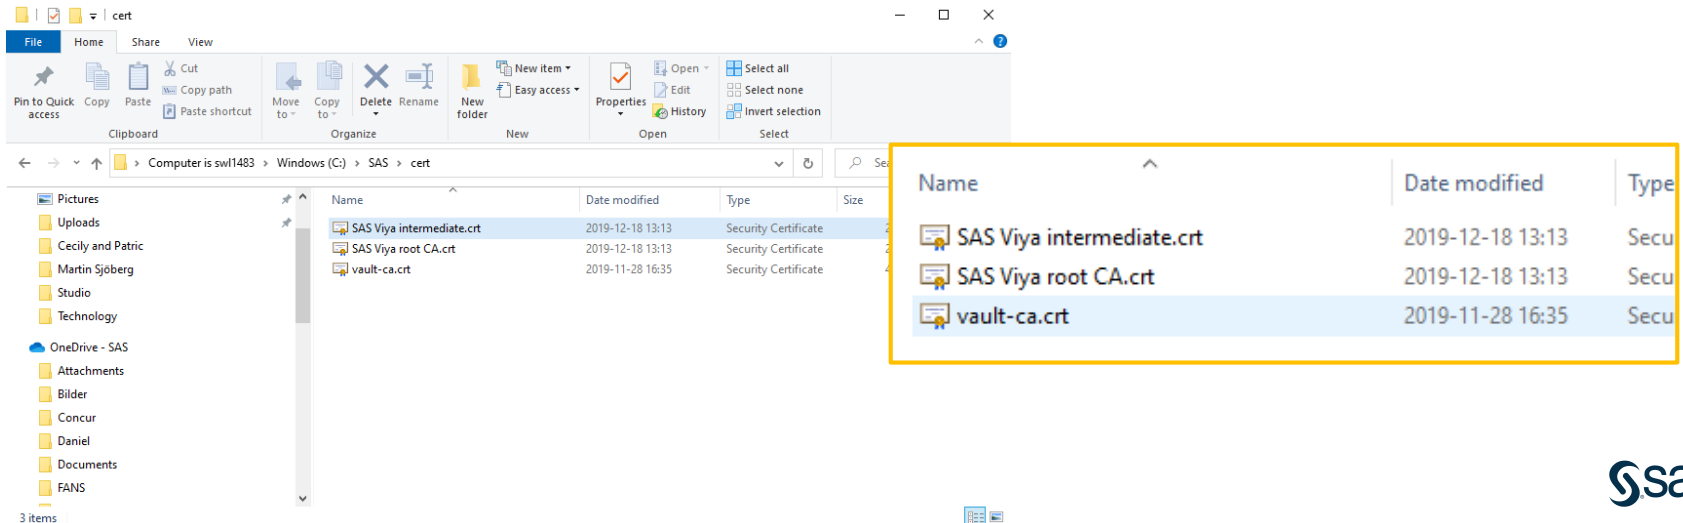 cert
File Home Share View
Pin to Quick access
Copy
Paste
Cut
Copy path
Paste shortcut
Move to
Copy to
Delete
Rename
New folder
New item
Easy access
Properties
Open
Edit
History
Select all
Select none
Invert selection
Clipboard Organize New Open Select
Computer is swl1483 > Windows (C:) > SAS > cert
Name Date modified Type Size
SAS Viya intermediate.crt 2019-12-18 13:13 Security Certificate
SAS Viya root CA.crt 2019-12-18 13:13 Security Certificate
vault-ca.crt 2019-11-28 16:35 Security Certificate
Pictures
Uploads
Cecily and Patric
Martin Sjöberg
Studio
Technology
OneDrive - SAS
Attachments
Bilder
Concur
Daniel
Documents
FANS
3 items
Name Date modified Type
SAS Viya intermediate.crt 2019-12-18 13:13 Secu
SAS Viya root CA.crt 2019-12-18 13:13 Secu
vault-ca.crt 2019-11-28 16:35 Secu